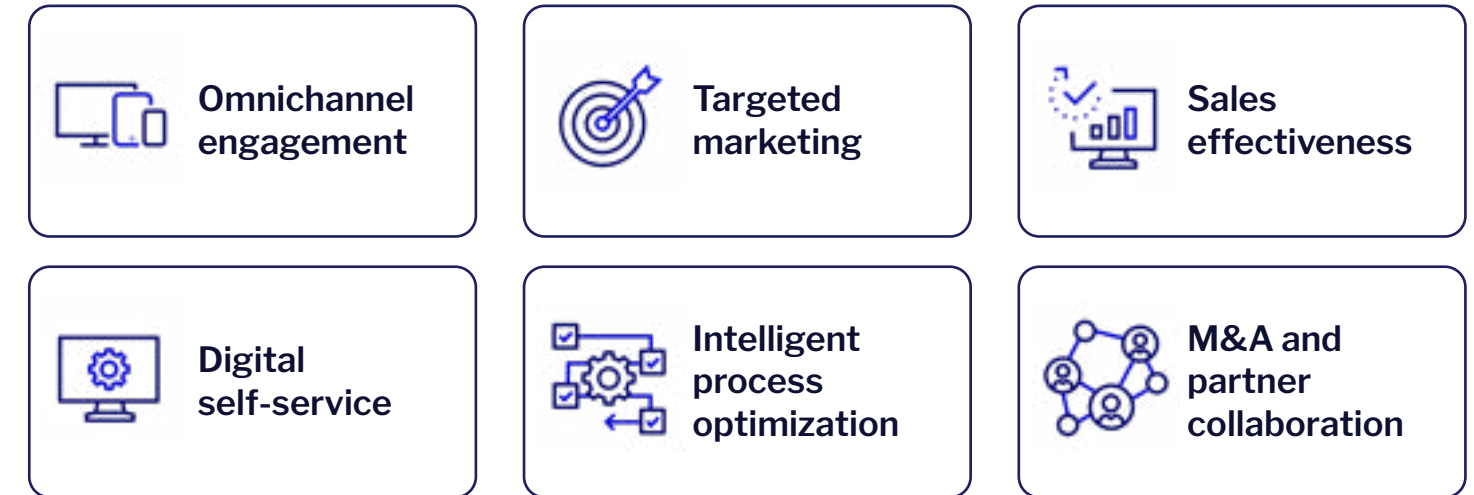 Omnichannel
engagement
Targeted
marketing
Sales
effectiveness
Digital
self-service
Intelligent
process
optimization
M&A and
partner
collaboration